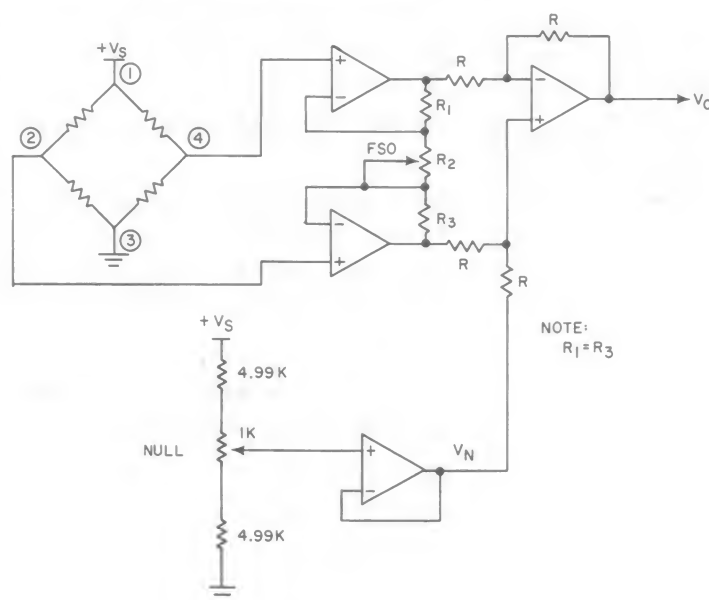 +VS
①
②
④
③
+
−
R
R
−
+
VO
R1
FSO
R2
−
R3
+
R
R
NOTE:
R1 = R3
+ VS
4.99K
NULL
1K
+
−
VN
4.99K